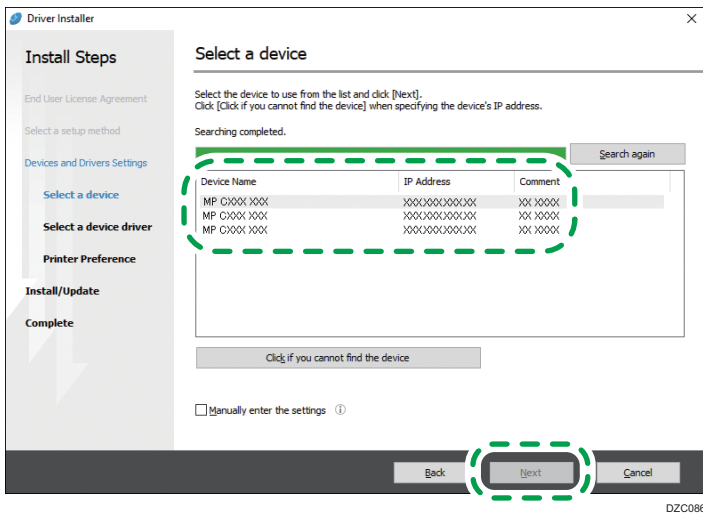 Driver Installer
Install Steps
End User License Agreement
Select a setup method
Devices and Drivers Settings
Select a device
Select a device driver
Printer Preference
Install/Update
Complete
Select a device
Select the device to use from the list and click [Next].
Click [Click if you cannot find the device] when specifying the device's IP address.
Searching completed.
Search again
Device Name IP Address Comment
MP CXXX XXX XXX.XXX.XXX.XX XX XXXX
MP CXXX XXX XXX.XXX.XXX.XX XX XXXX
MP CXXX XXX XXX.XXX.XXX.XX XX XXXX
Click if you cannot find the device
Manually enter the settings
Back Next Cancel
DZC086